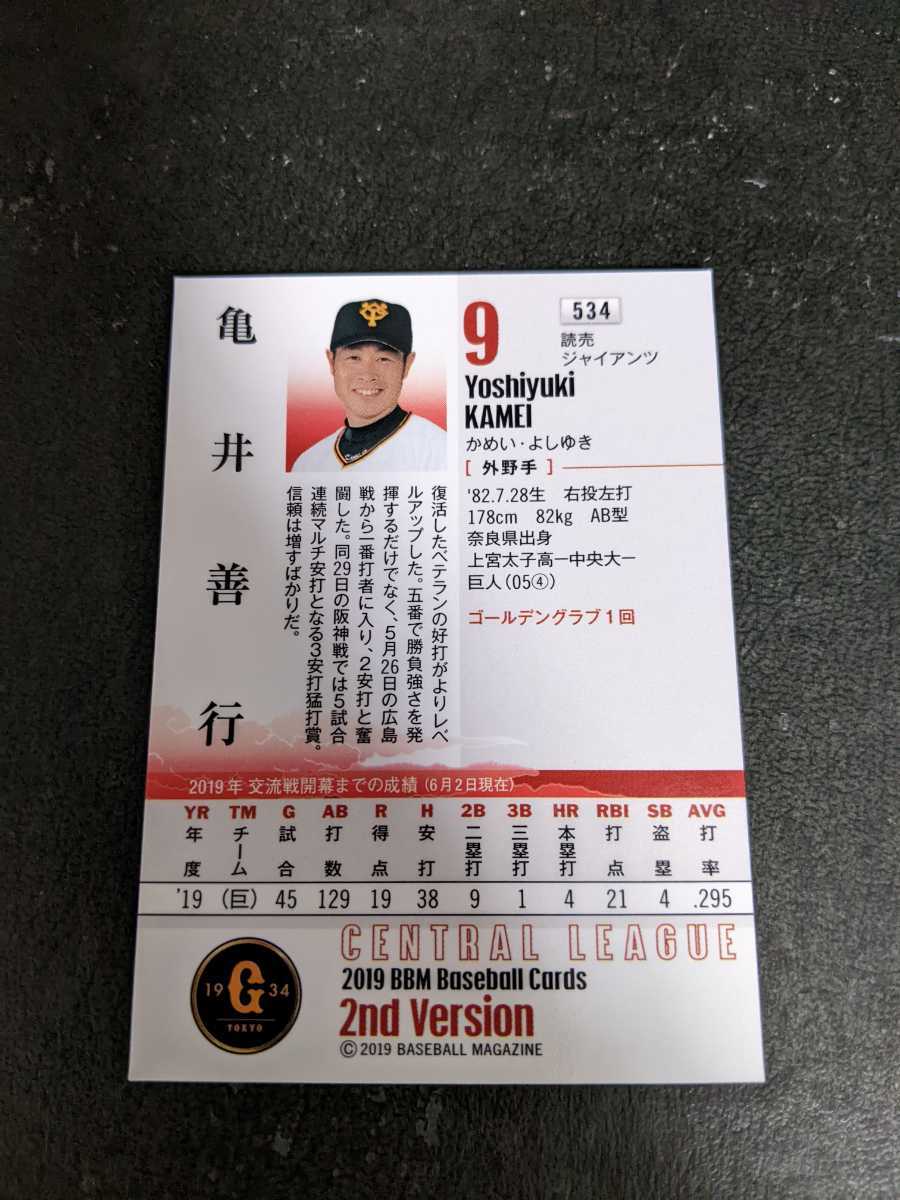 亀井善行
9
534
読売
ジャイアンツ
Yoshiyuki
KAMEI
かめい・よしゆき
[ 外野手 ]
'82.7.28生　右投左打
178cm　82kg　AB型
奈良県出身
上宮太子高ー中央大ー
巨人(05④)
ゴールデングラブ1回
復活したベテランの好打がよりレベ
ルアップした。五番で勝負強さを発
揮するだけでなく、5月26日の広島
戦から一番打者に入り、2安打と奮
闘した。同29日の阪神戦では5試合
連続マルチ安打となる3安打猛打賞。
信頼は増すばかりだ。
2019年 交流戦開幕までの成績 (6月2日現在)
YR TM G AB R H 2B 3B HR RBI SB AVG
年度 チーム 試合 打数 得点 安打 二塁打 三塁打 本塁打 打点 盗塁 打率
'19 (巨) 45 129 19 38 9 1 4 21 4 .295
CENTRAL LEAGUE
2019 BBM Baseball Cards
2nd Version
© 2019 BASEBALL MAGAZINE
19 G 34
TOKYO